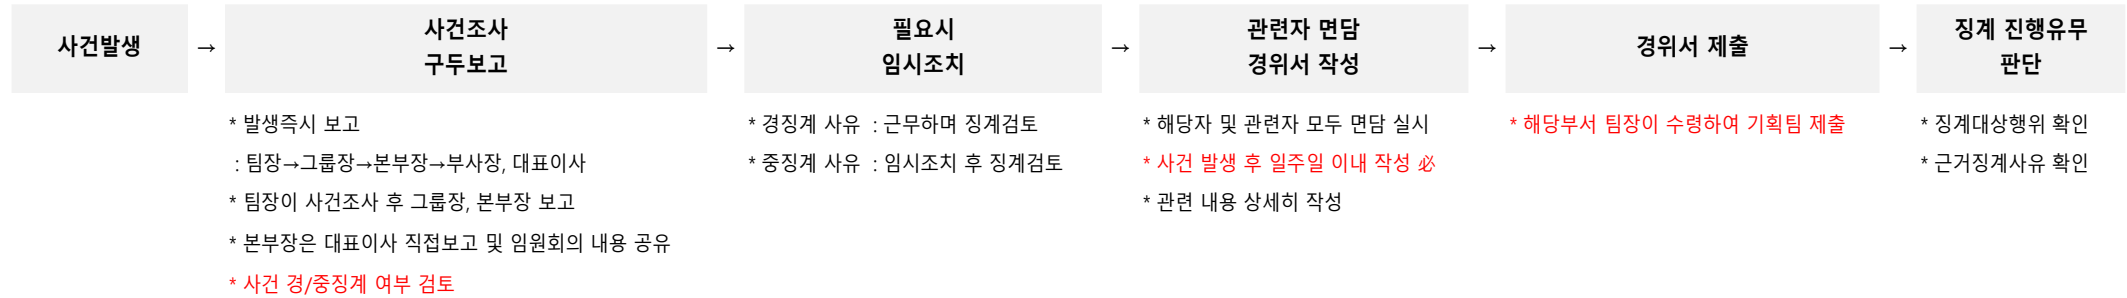 사건발생
→
사건조사
구두보고
→
필요시
임시조치
→
관련자 면담
경위서 작성
→
경위서 제출
→
징계 진행유무
판단
* 발생즉시 보고
: 팀장→그룹장→본부장→부사장, 대표이사
* 팀장이 사건조사 후 그룹장, 본부장 보고
* 본부장은 대표이사 직접보고 및 임원회의 내용 공유
* 사건 경/중징계 여부 검토
* 경징계 사유 : 근무하며 징계검토
* 중징계 사유 : 임시조치 후 징계검토
* 해당자 및 관련자 모두 면담 실시
* 사건 발생 후 일주일 이내 작성 必
* 관련 내용 상세히 작성
* 해당부서 팀장이 수령하여 기획팀 제출
* 징계대상행위 확인
* 근거징계사유 확인